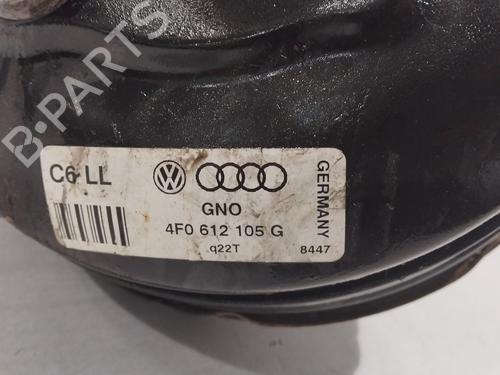 B-PARTS
C6 LL
GNO
4F0 612 105 G
q22T
8447
GERMANY